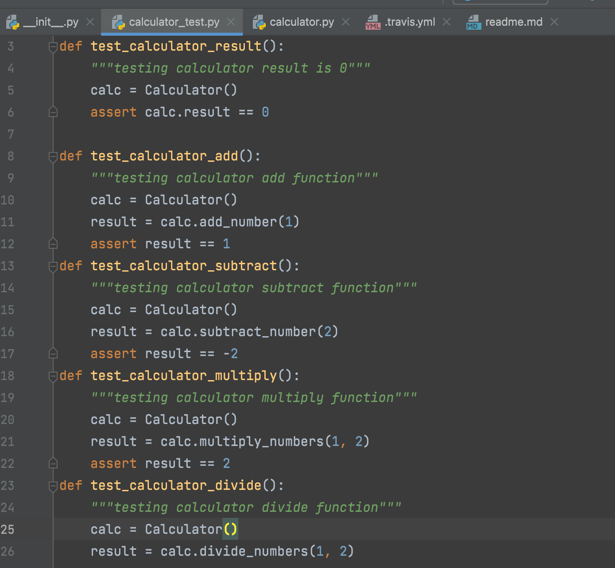 __init__.py calculator_test.py calculator.py .travis.yml readme.md
3 def test_calculator_result():
4 """testing calculator result is 0"""
5 calc = Calculator()
6 assert calc.result == 0
7
8 def test_calculator_add():
9 """testing calculator add function"""
10 calc = Calculator()
11 result = calc.add_number(1)
12 assert result == 1
13 def test_calculator_subtract():
14 """testing calculator subtract function"""
15 calc = Calculator()
16 result = calc.subtract_number(2)
17 assert result == -2
18 def test_calculator_multiply():
19 """testing calculator multiply function"""
20 calc = Calculator()
21 result = calc.multiply_numbers(1, 2)
22 assert result == 2
23 def test_calculator_divide():
24 """testing calculator divide function"""
25 calc = Calculator()
26 result = calc.divide_numbers(1, 2)